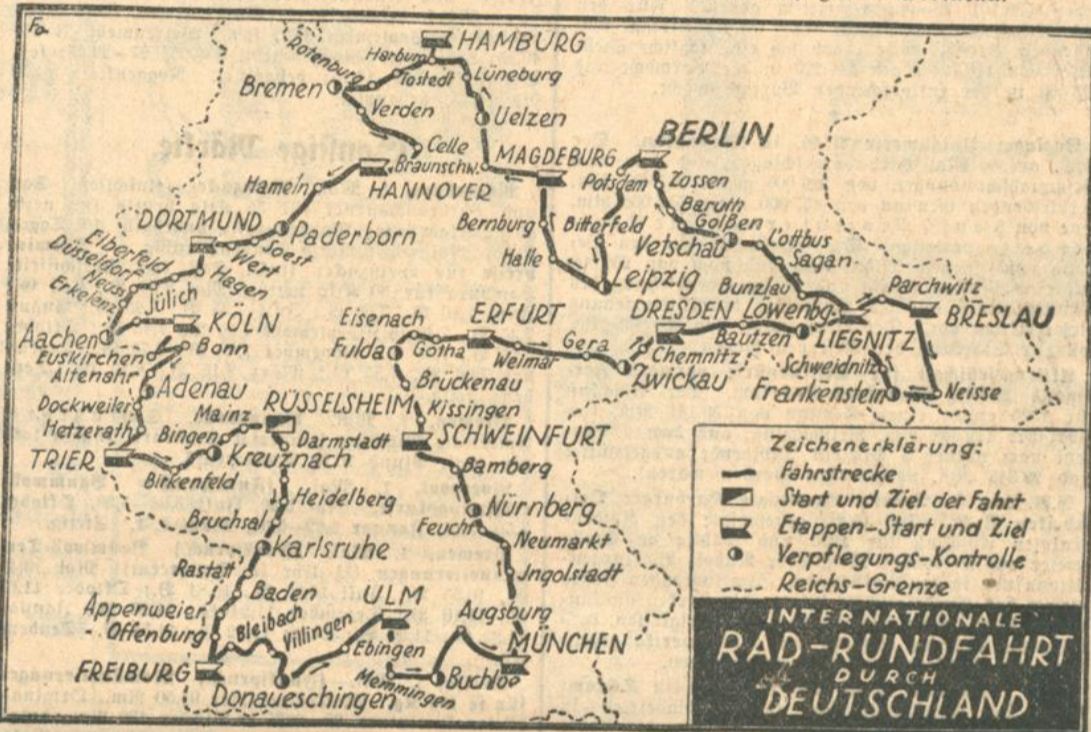 Fa
HAMBURG
Rotenburg
Harburg
Tostedt
Lüneburg
Bremen
Verden
Uelzen
BERLIN
Celle
Braunschw.
MAGDEBURG
Potsdam
Zossen
Hameln
HANNOVER
Baruth
Golßen
DORTMUND
Bernburg
Bitterfeld
Vetschau
Cottbus
Paderborn
Sagan
Elberfeld
Soest
Halle
Düsseldorf
Wert
Leipzig
Bunzlau
Parchwitz
Neuss
Hagen
Erkelenz
Jülich
DRESDEN
Löwenbg.
BRESLAU
KÖLN
Eisenach
ERFURT
Bautzen
LIEGNITZ
Aachen
Bonn
Fulda
Gotha
Gera
Chemnitz
Euskirchen
Weimar
Zwickau
Schweidnitz
Altenahr
Brückenau
Frankenstein
Neisse
Adenau
RÜSSELSHEIM
Kissingen
Dockweiler
Mainz
Hetzerath
Bingen
Darmstadt
SCHWEINFURT
TRIER
Kreuznach
Bamberg
Birkenfeld
Heidelberg
Nürnberg
Bruchsal
Feucht
Karlsruhe
Neumarkt
Rastatt
Jngolstadt
Baden
ULM
Appenweier
Augsburg
Offenburg
Bleibach
Villingen
MÜNCHEN
Ebingen
FREIBURG
Memmingen
Buchloe
Donaueschingen
Zeichenerklärung:
Fahrstrecke
Start und Ziel der Fahrt
Etappen-Start und Ziel
Verpflegungs-Kontrolle
Reichs-Grenze
INTERNATIONALE
RAD-RUNDFAHRT
DURCH
DEUTSCHLAND